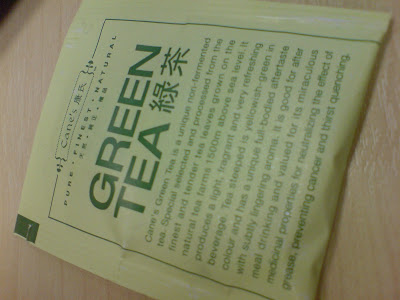 Cane's 康氏
PURE • FINEST • NATURAL
GREEN
TEA 綠茶
Cane's Green Tea is a unique non-fermented
tea. Special selected and processed from the
finest and tender tea leaves grown on the
natural tea farms 1500m above sea level. It
produces a light, fragrant and very refreshing
beverage. Tea steeped is yellowish-green in
colour and has a unique full-bodied aftertaste
with subtly lingering aroma. It is good for after
meal drinking and valued for its miraculous
medicinal properties for neutralising the effect of
grease, preventing cancer and thirst quenching.